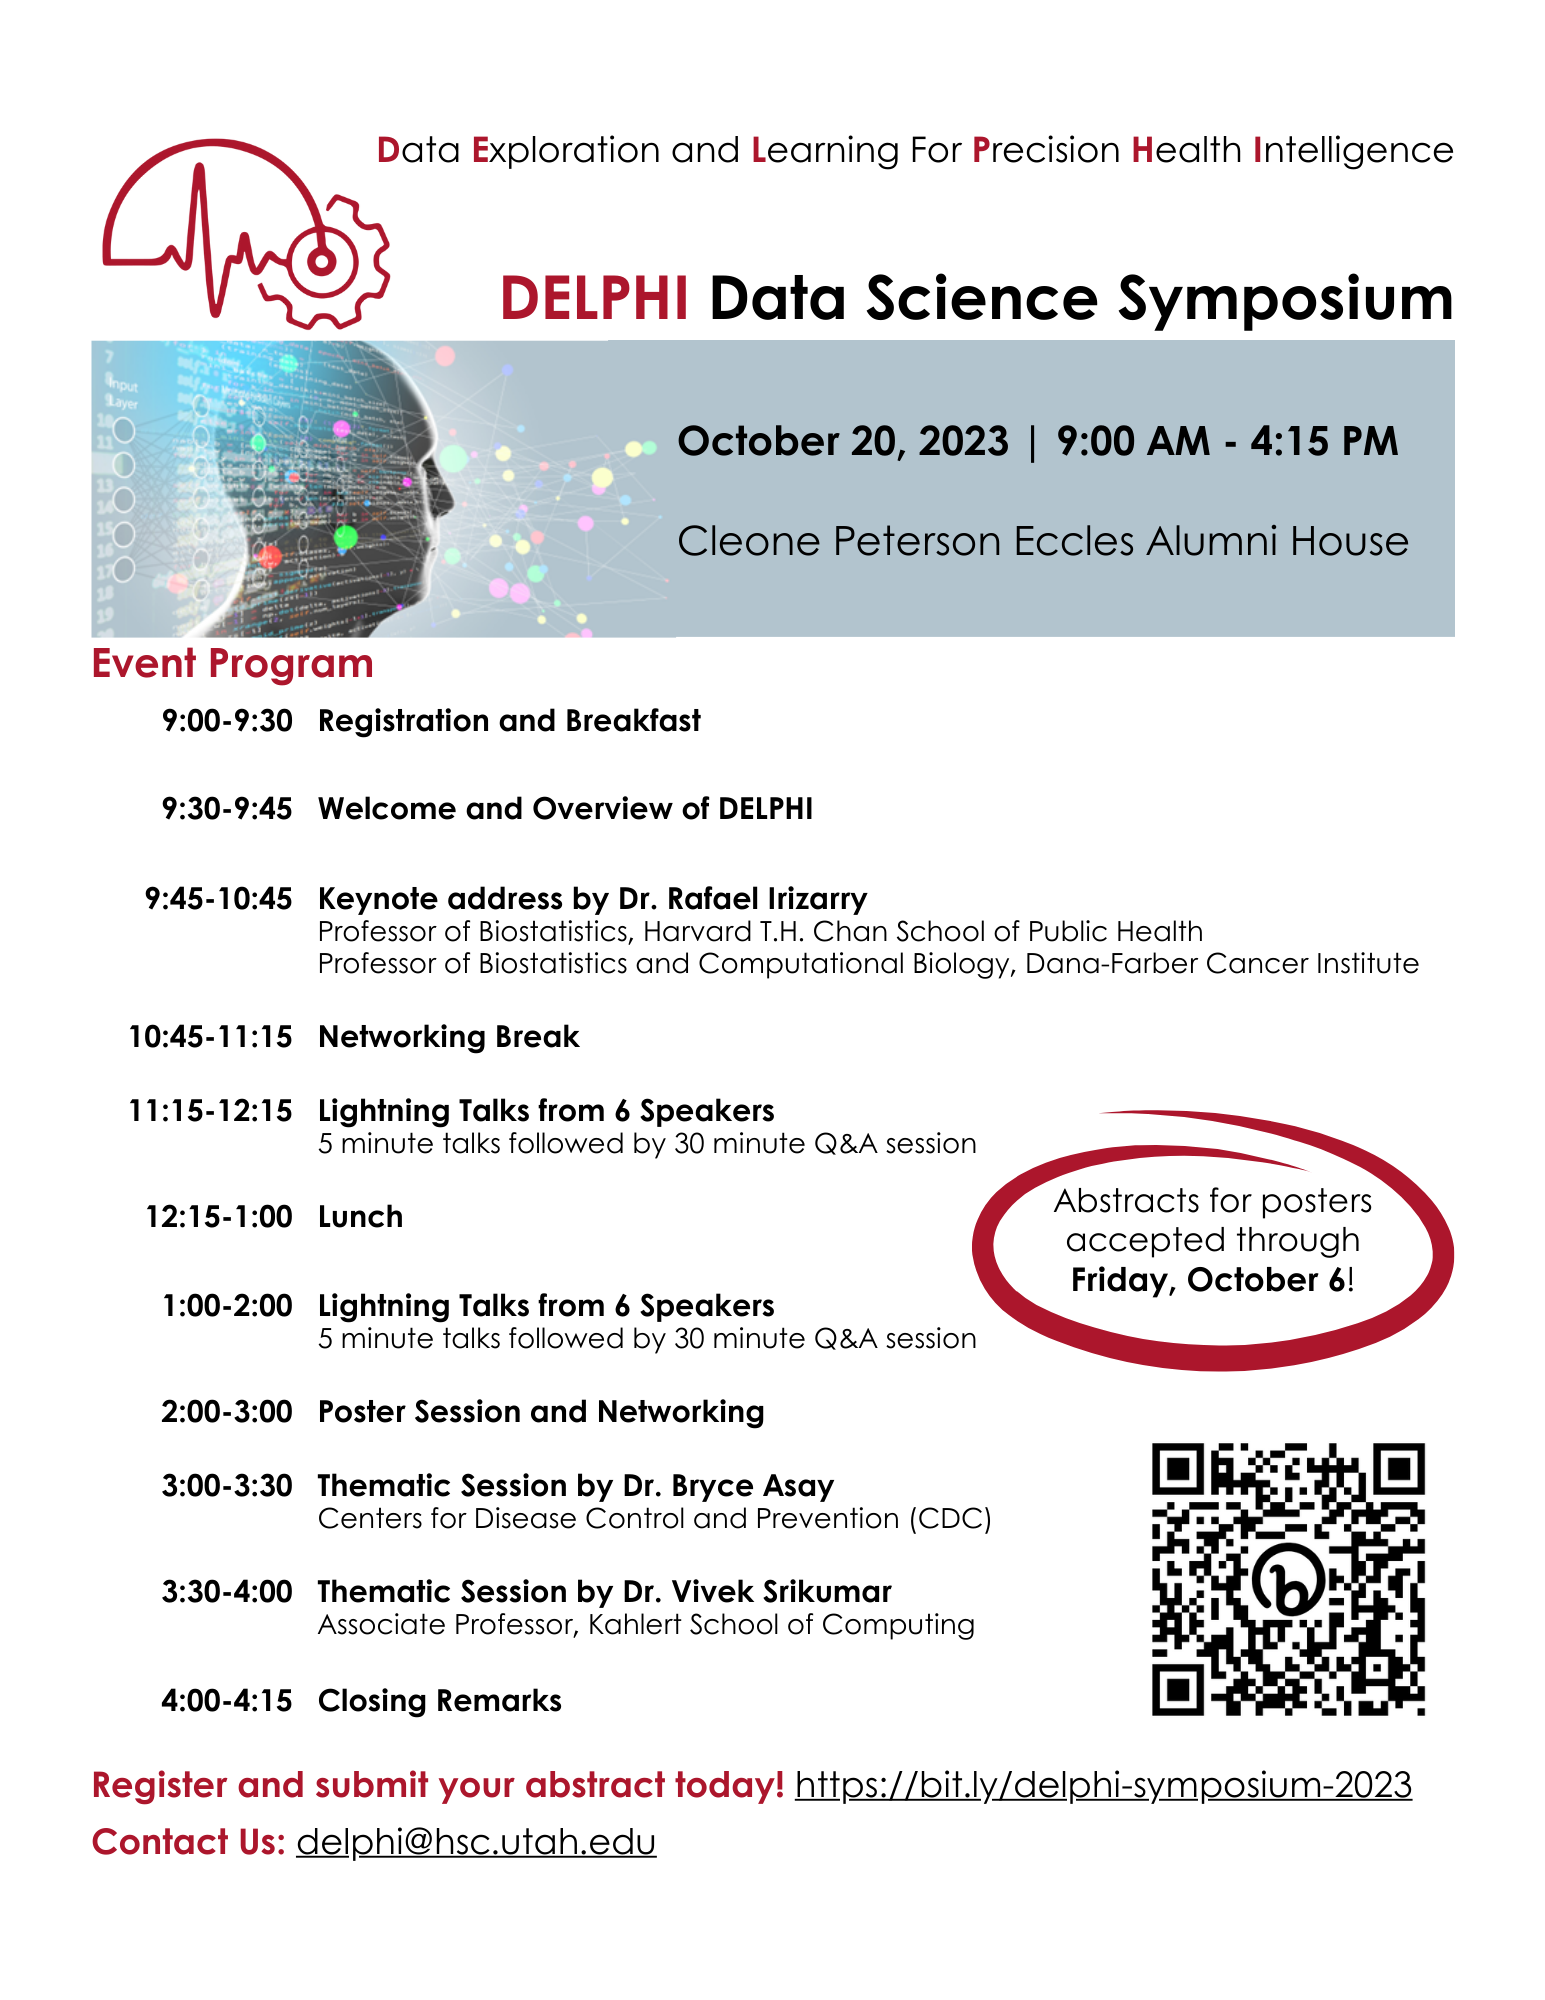 Data Exploration and Learning For Precision Health Intelligence
DELPHI Data Science Symposium
October 20, 2023 | 9:00 AM - 4:15 PM
Cleone Peterson Eccles Alumni House
Input
Layer
Event Program
9:00-9:30 Registration and Breakfast
9:30-9:45 Welcome and Overview of DELPHI
9:45-10:45 Keynote address by Dr. Rafael Irizarry
Professor of Biostatistics, Harvard T.H. Chan School of Public Health
Professor of Biostatistics and Computational Biology, Dana-Farber Cancer Institute
10:45-11:15 Networking Break
11:15-12:15 Lightning Talks from 6 Speakers
5 minute talks followed by 30 minute Q&A session
12:15-1:00 Lunch
1:00-2:00 Lightning Talks from 6 Speakers
5 minute talks followed by 30 minute Q&A session
Abstracts for posters
accepted through
Friday, October 6!
2:00-3:00 Poster Session and Networking
3:00-3:30 Thematic Session by Dr. Bryce Asay
Centers for Disease Control and Prevention (CDC)
3:30-4:00 Thematic Session by Dr. Vivek Srikumar
Associate Professor, Kahlert School of Computing
4:00-4:15 Closing Remarks
Register and submit your abstract today! https://bit.ly/delphi-symposium-2023
Contact Us: delphi@hsc.utah.edu